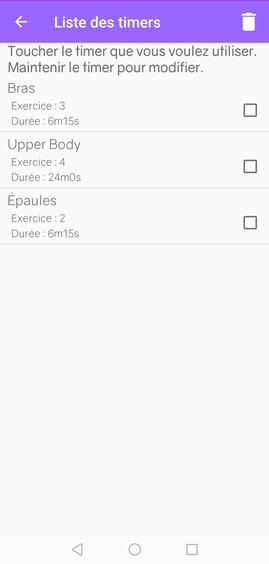 Liste des timers
Toucher le timer que vous voulez utiliser.
Maintenir le timer pour modifier.
Bras
Exercice : 3
Durée : 6m15s
Upper Body
Exercice : 4
Durée : 24m0s
Épaules
Exercice : 2
Durée : 6m15s